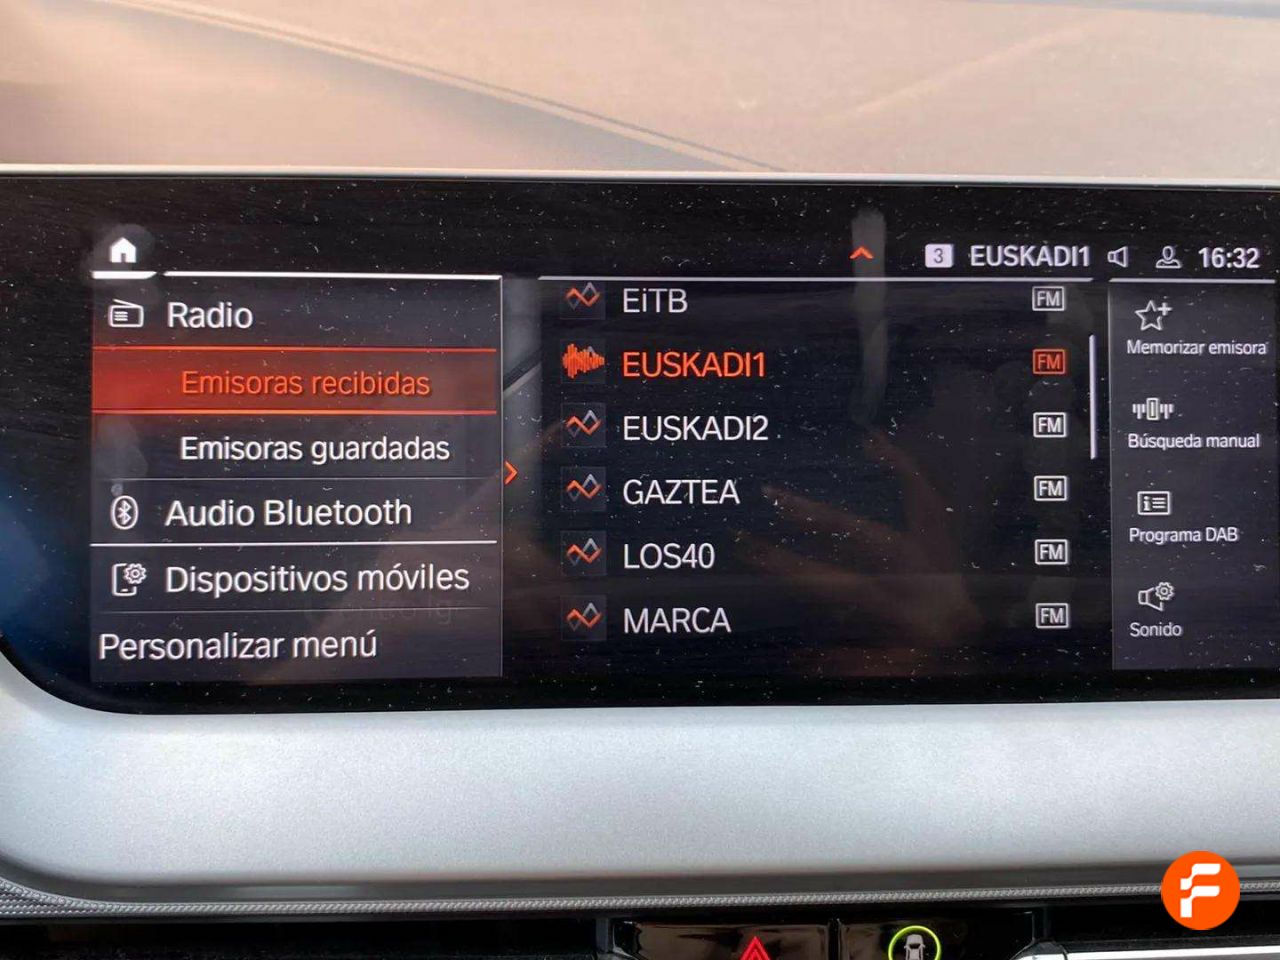 3 EUSKADI1 16:32
Radio
Emisoras recibidas
Emisoras guardadas
Audio Bluetooth
Dispositivos móviles
Personalizar menú
EiTB FM
EUSKADI1 FM
EUSKADI2 FM
GAZTEA FM
LOS40 FM
MARCA FM
Memorizar emisora
Búsqueda manual
Programa DAB
Sonido